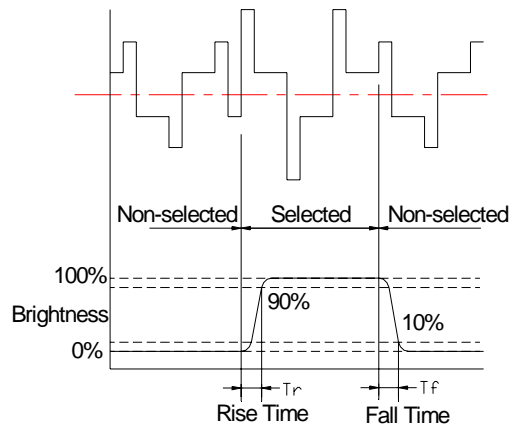 Non-selected Selected Non-selected
100%
90%
Brightness
10%
0%
Tr Tf
Rise Time Fall Time